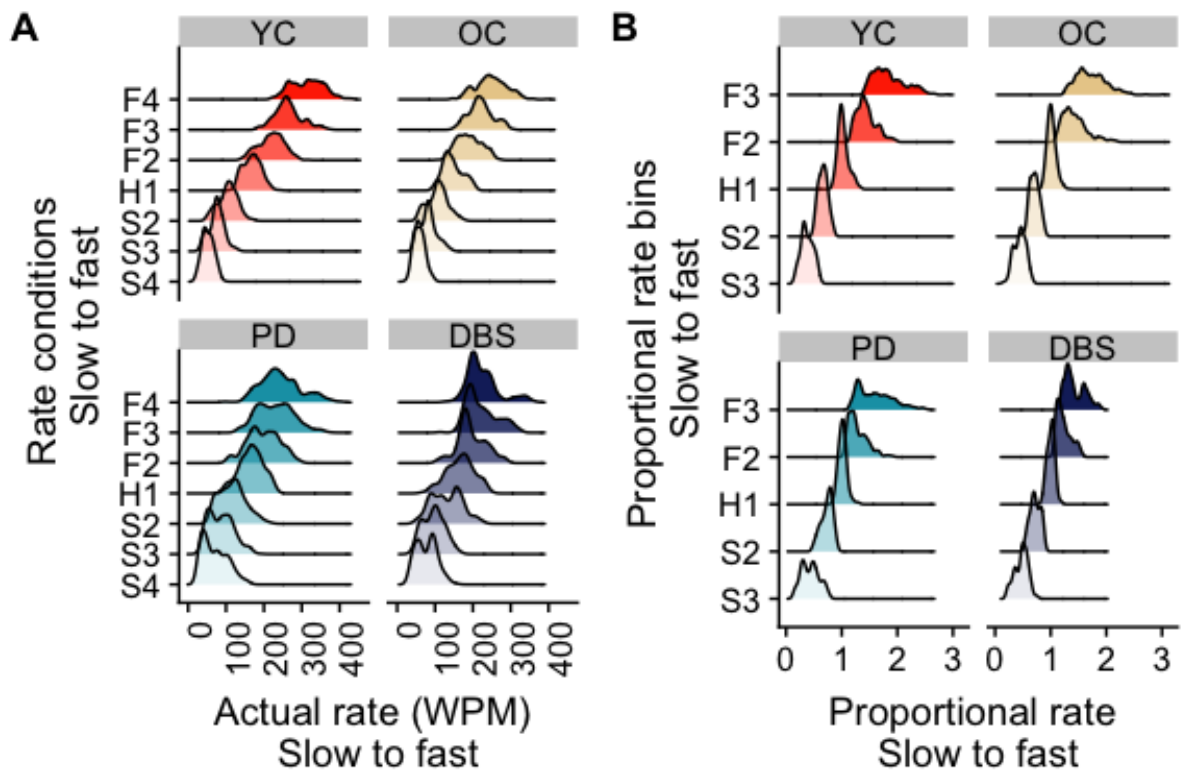 A
YC
OC
F4
F3
F2
H1
S2
S3
S4
PD
DBS
F4
F3
F2
H1
S2
S3
S4
Rate conditions
Slow to fast
0 100 200 300 400
0 100 200 300 400
Actual rate (WPM)
Slow to fast
B
YC
OC
F3
F2
H1
S2
S3
PD
DBS
F3
F2
H1
S2
S3
Proportional rate bins
Slow to fast
0 1 2 3
0 1 2 3
Proportional rate
Slow to fast